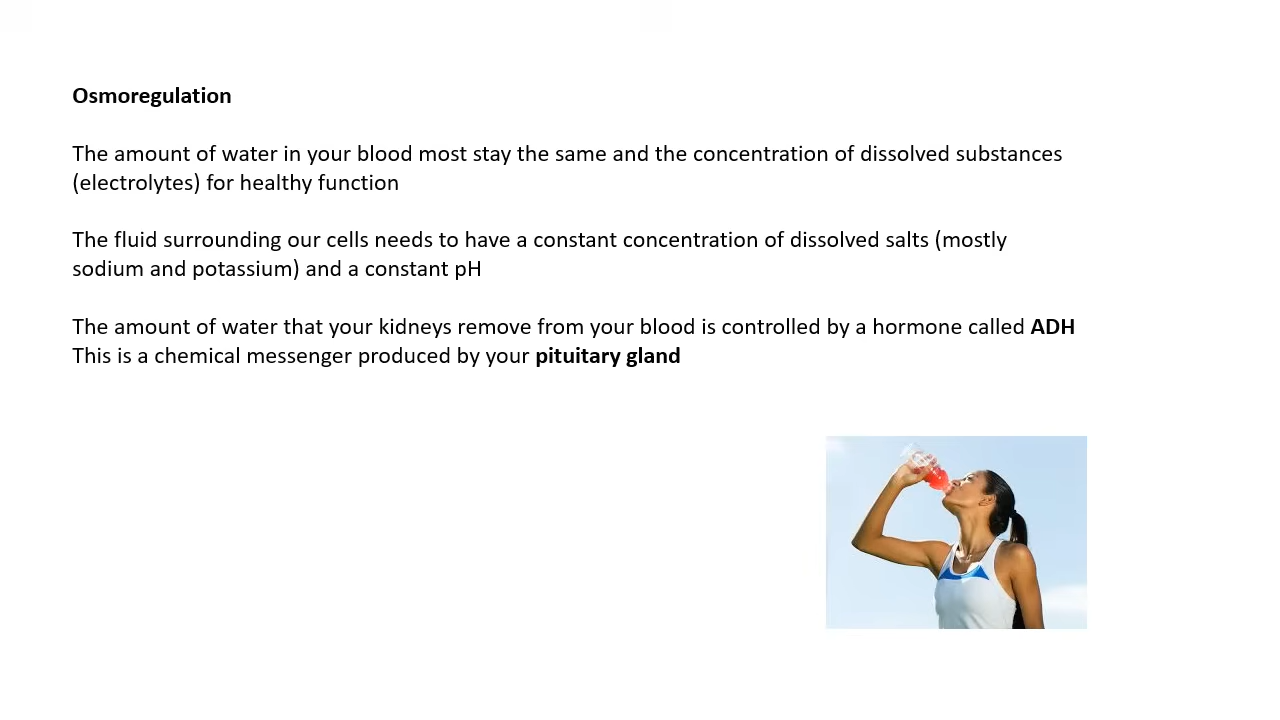 Osmoregulation
The amount of water in your blood most stay the same and the concentration of dissolved substances
(electrolytes) for healthy function
The fluid surrounding our cells needs to have a constant concentration of dissolved salts (mostly
sodium and potassium) and a constant pH
The amount of water that your kidneys remove from your blood is controlled by a hormone called ADH
This is a chemical messenger produced by your pituitary gland